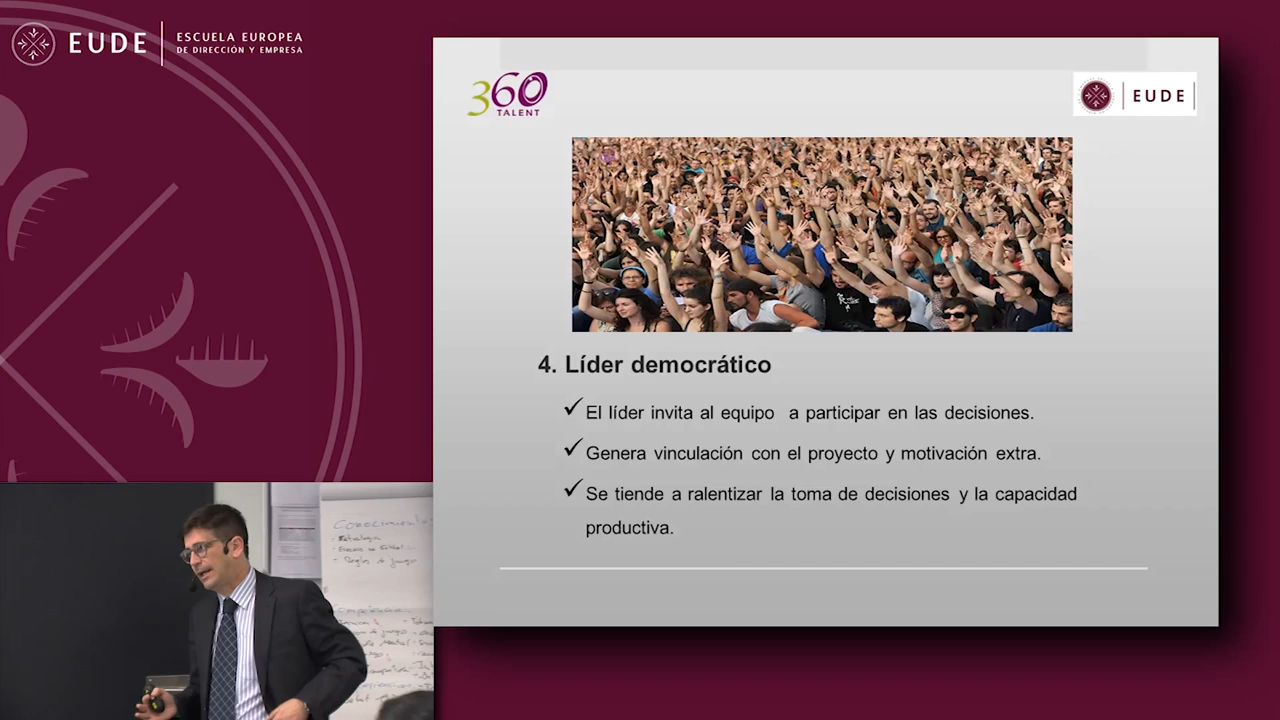 EUDE
ESCUELA EUROPEA
DE DIRECCIÓN Y EMPRESA
360
TALENT
EUDE
4. Líder democrático
El líder invita al equipo a participar en las decisiones.
Genera vinculación con el proyecto y motivación extra.
Se tiende a ralentizar la toma de decisiones y la capacidad
productiva.